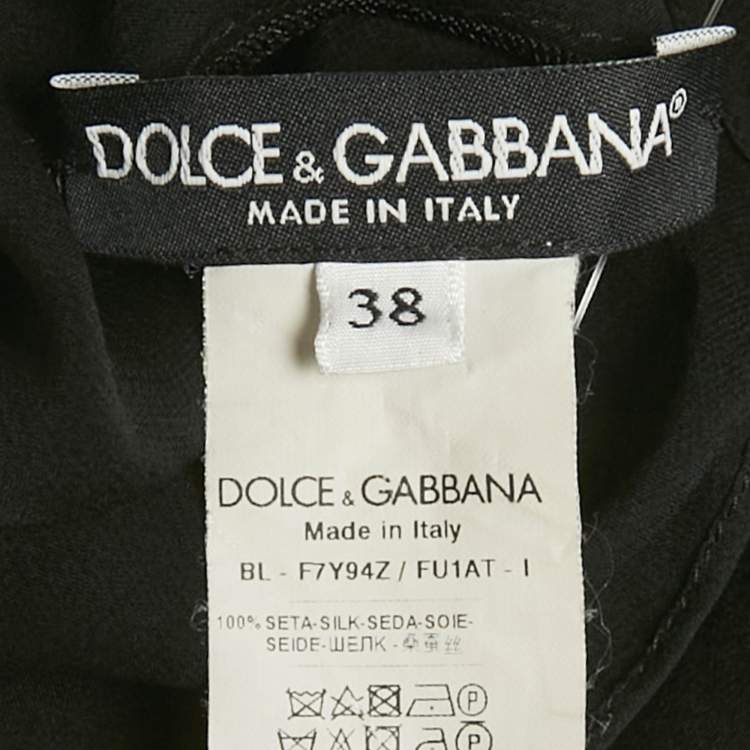 DOLCE & GABBANA®
MADE IN ITALY
38
DOLCE & GABBANA
Made in Italy
BL - F7Y94Z / FU1AT - I
100% SETA-SILK-SEDA-SOIE-
SEIDE-ШЕЛК - 桑蚕丝
P
P